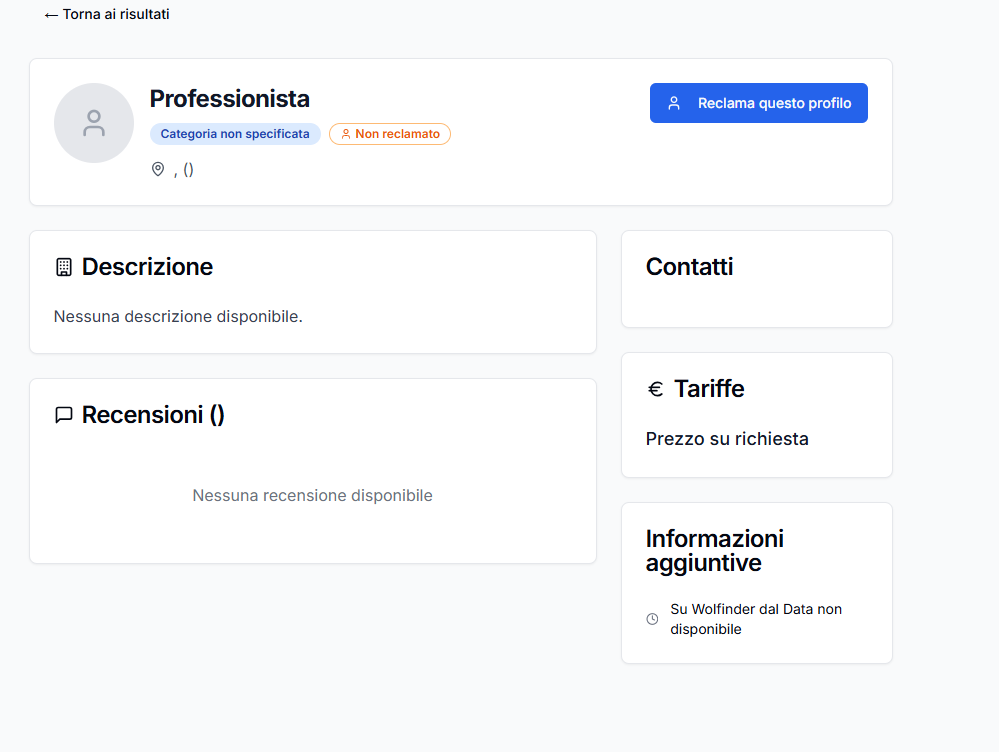 ← Torna ai risultati
Professionista
Reclama questo profilo
Categoria non specificata
Non reclamato
, ()
Descrizione
Nessuna descrizione disponibile.
Recensioni ()
Nessuna recensione disponibile
Contatti
€ Tariffe
Prezzo su richiesta
Informazioni
aggiuntive
Su Wolfinder dal Data non
disponibile